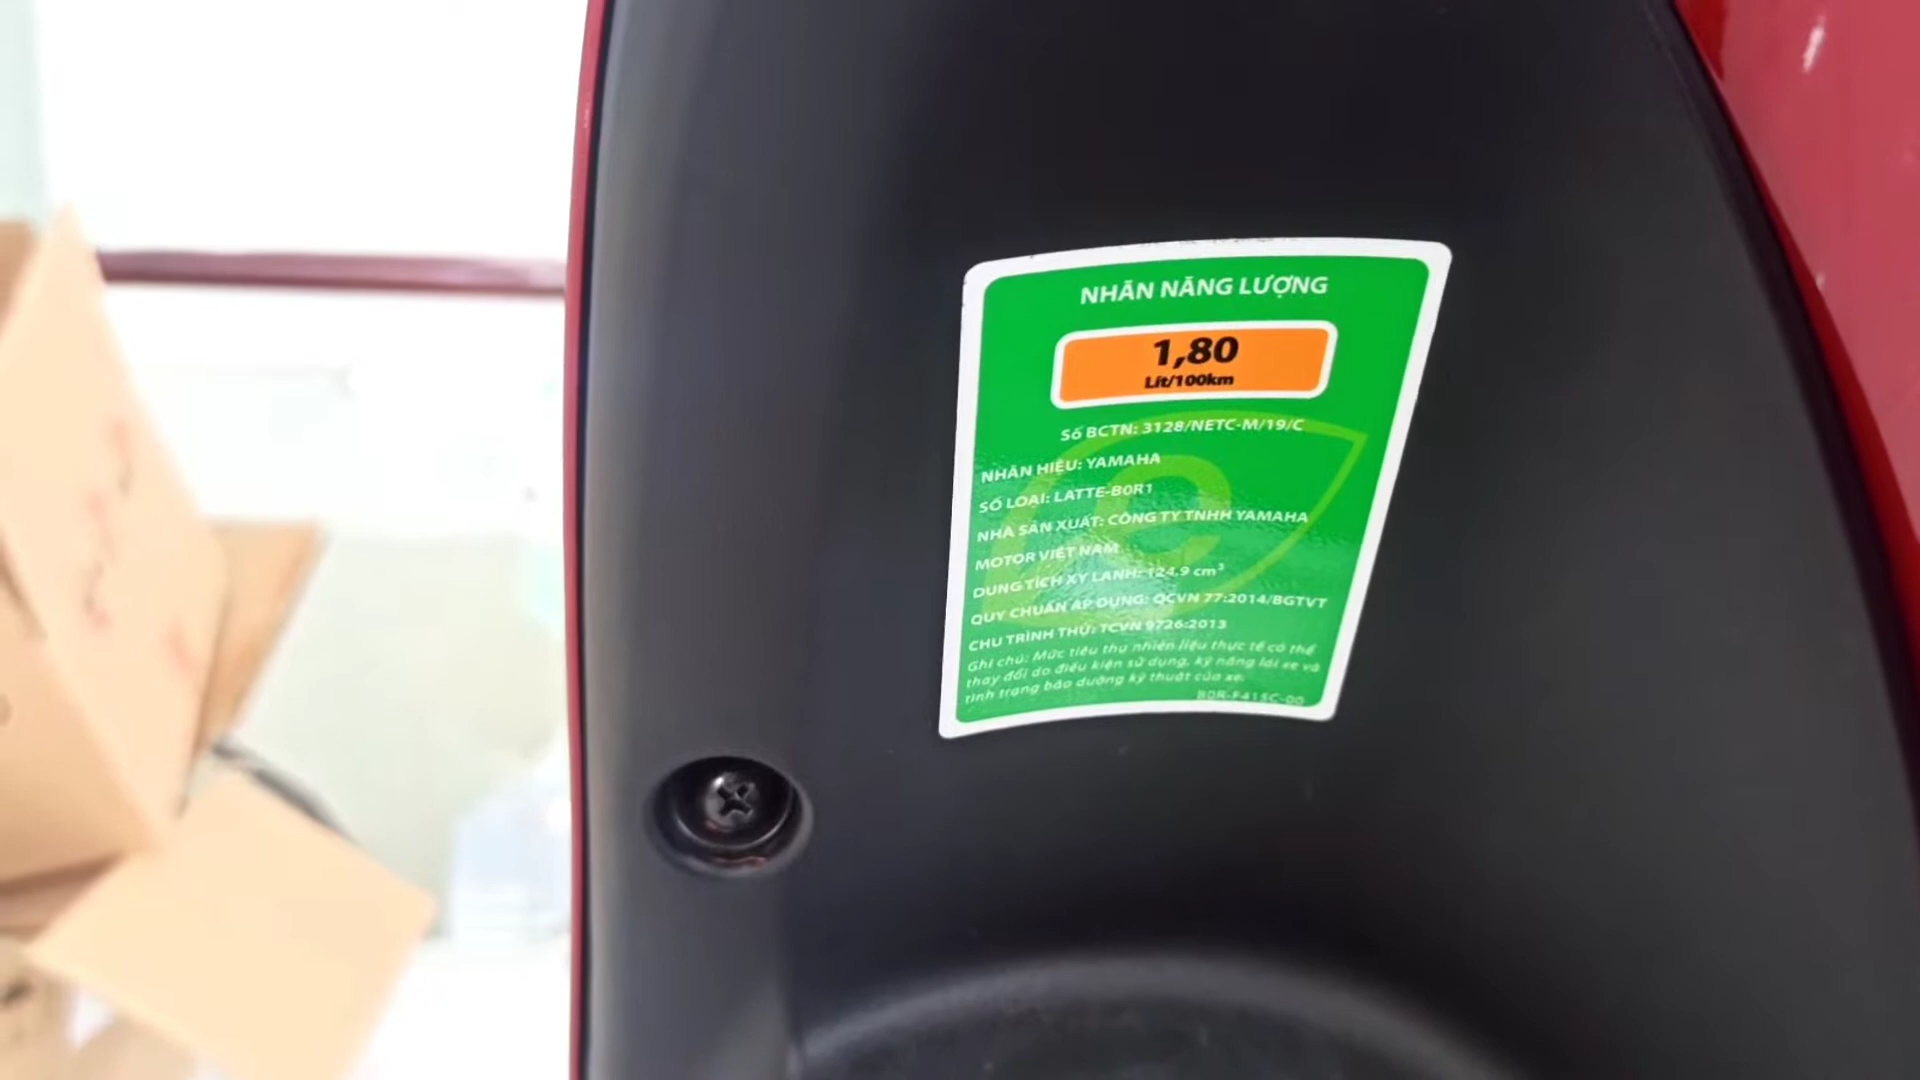 NHÃN NĂNG LƯỢNG
1,80
Lít/100km
Số BCTN: 3128/NETC-M/19/C
NHÃN HIỆU: YAMAHA
SỐ LOẠI: LATTE-B0R1
NHÀ SẢN XUẤT: CÔNG TY TNHH YAMAHA
MOTOR VIỆT NAM
DUNG TÍCH XY LANH: 124.9 cm³
QUY CHUẨN ÁP DỤNG: QCVN 77:2014/BGTVT
CHU TRÌNH THỬ: TCVN 9726:2013
Ghi chú: Mức tiêu thụ nhiên liệu thực tế có thể
thay đổi do điều kiện sử dụng, kỹ năng lái xe và
tình trạng bảo dưỡng kỹ thuật của xe.
B0R-F415C-00